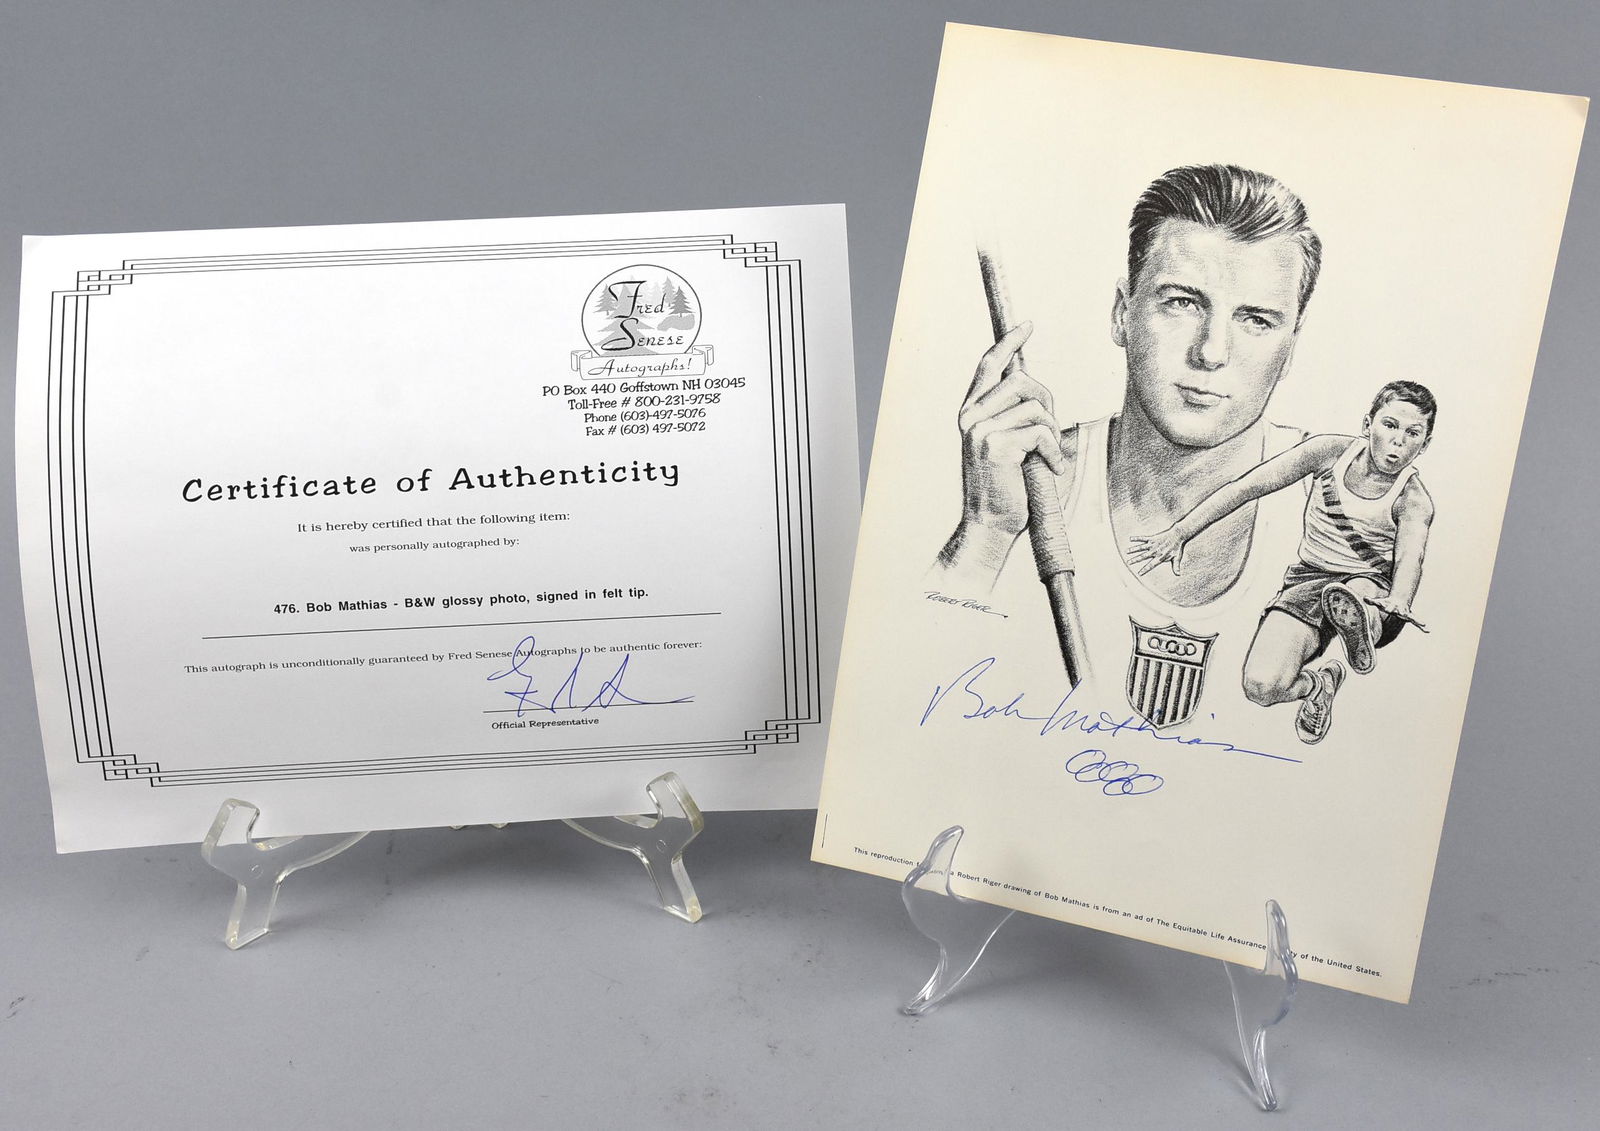 Fred
Senese
Autographs!
PO Box 440 Goffstown NH 03045
Toll-Free # 800-231-9758
Phone (603)-497-5076
Fax # (603) 497-5072
Certificate of Authenticity
It is hereby certified that the following item:
was personally autographed by:
476. Bob Mathias - B&W glossy photo, signed in felt tip.
This autograph is unconditionally guaranteed by Fred Senese Autographs to be authentic forever:
Official Representative
ROBERT RIGER
Bob Mathias
This reproduction a Robert Riger drawing of Bob Mathias is from an ad of The Equitable Life Assurance of the United States.